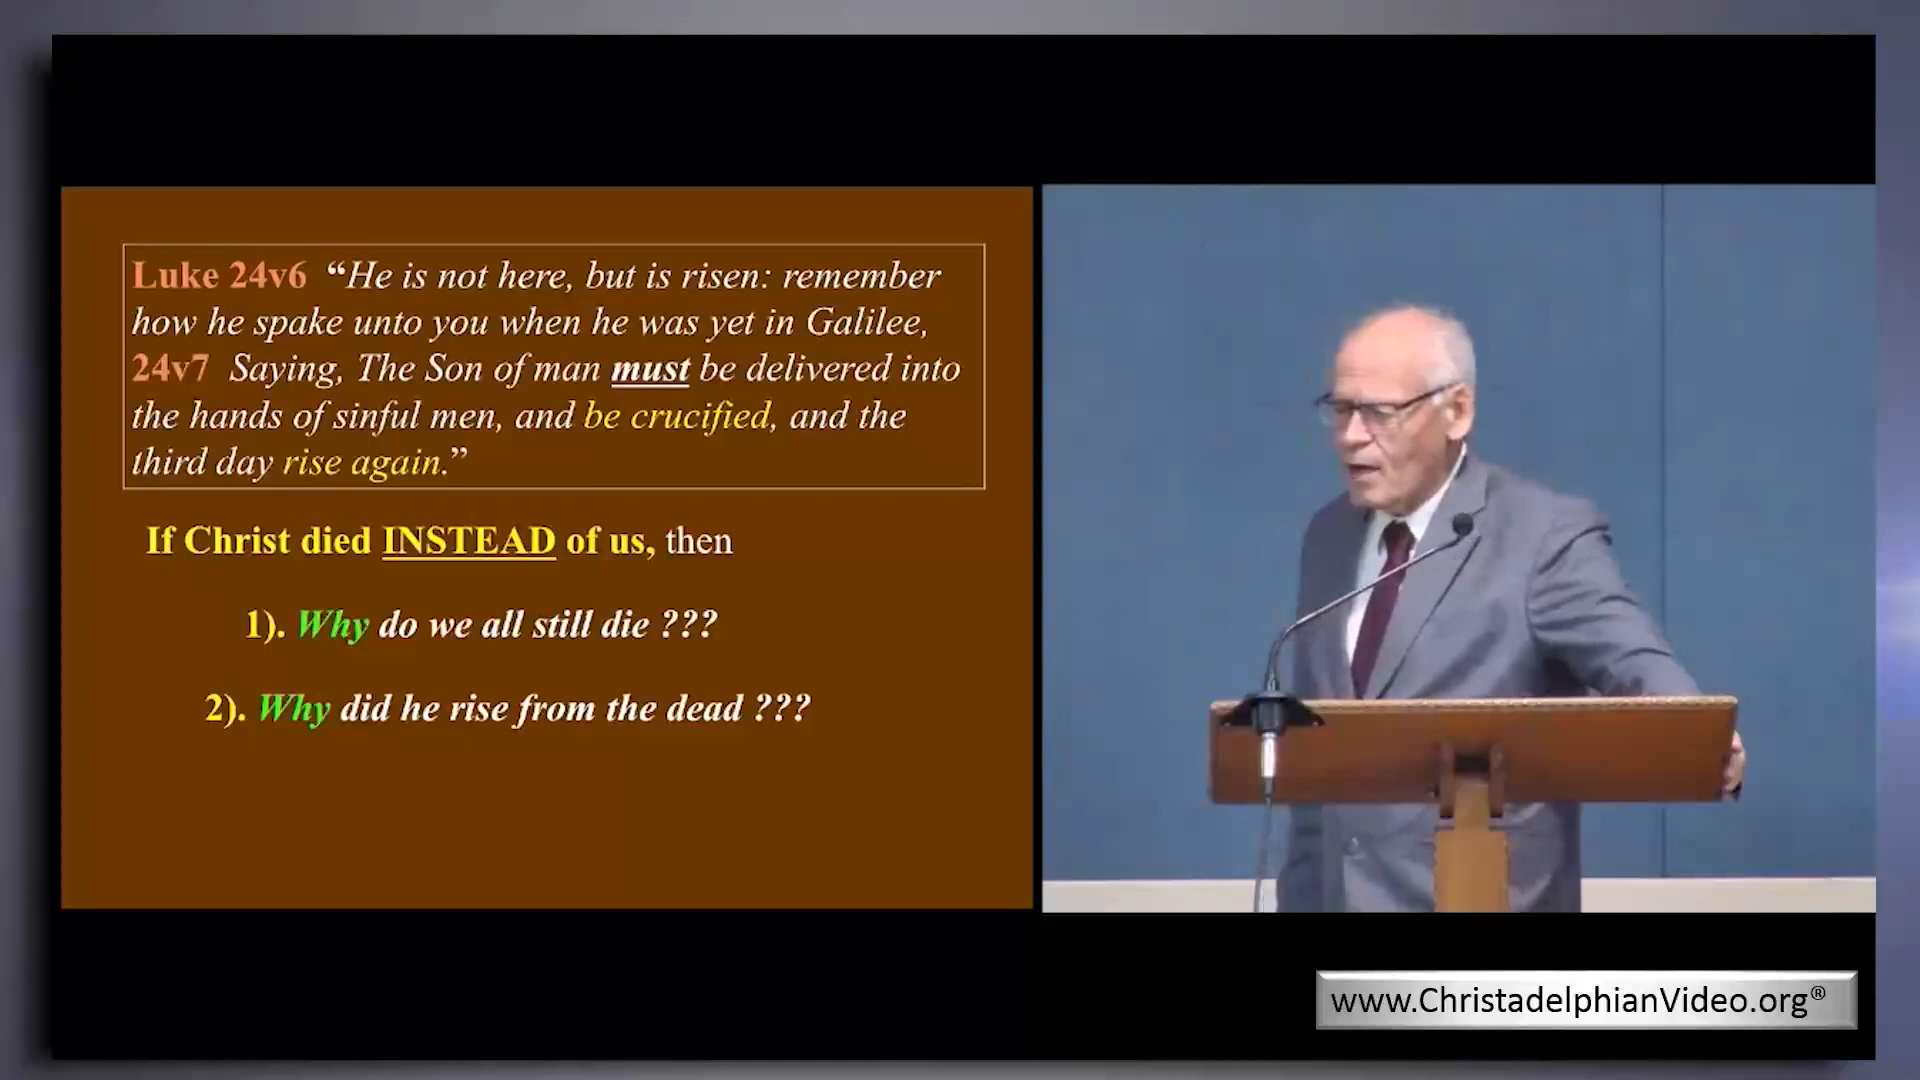 Luke 24v6 “He is not here, but is risen: remember
how he spake unto you when he was yet in Galilee,
24v7 Saying, The Son of man must be delivered into
the hands of sinful men, and be crucified, and the
third day rise again.”
If Christ died INSTEAD of us, then
1). Why do we all still die ???
2). Why did he rise from the dead ???
www.ChristadelphianVideo.org®